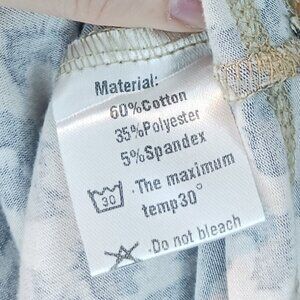 Material:
60%Cotton
35%Polyester
5%Spandex
30
.The maximum
temp30°
.Do not bleach